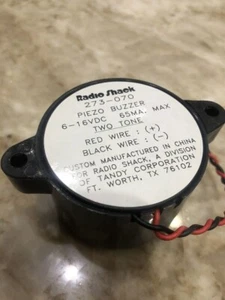 Radio Shack
273-070
PIEZO BUZZER
6-16VDC 65MA. MAX
TWO TONE
RED WIRE : (+)
BLACK WIRE : (-)
CUSTOM MANUFACTURED IN CHINA
FOR RADIO SHACK, A DIVISION
OF TANDY CORPORATION
FT. WORTH, TX 76102